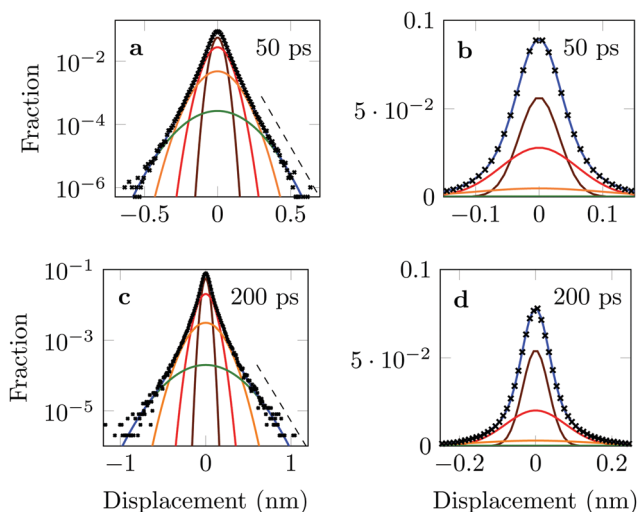 a 50 ps
Fraction
10⁻²
10⁻⁴
10⁻⁶
−0.5 0 0.5
b 50 ps
0.1
5 · 10⁻²
0
−0.1 0 0.1
c 200 ps
Fraction
10⁻¹
10⁻³
10⁻⁵
−1 0 1
Displacement (nm)
d 200 ps
0.1
5 · 10⁻²
0
−0.2 0 0.2
Displacement (nm)